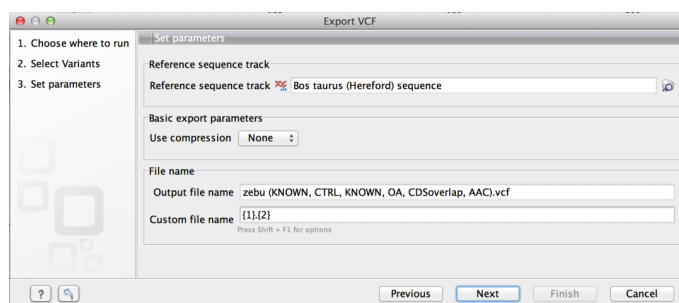 Export VCF
1. Choose where to run
2. Select Variants
3. Set parameters
Set parameters
Reference sequence track
Reference sequence track Bos taurus (Hereford) sequence
Basic export parameters
Use compression None
File name
Output file name zebu (KNOWN, CTRL, KNOWN, OA, CDSoverlap, AAC).vcf
Custom file name {1}.{2}
Press Shift + F1 for options
? Previous Next Finish Cancel